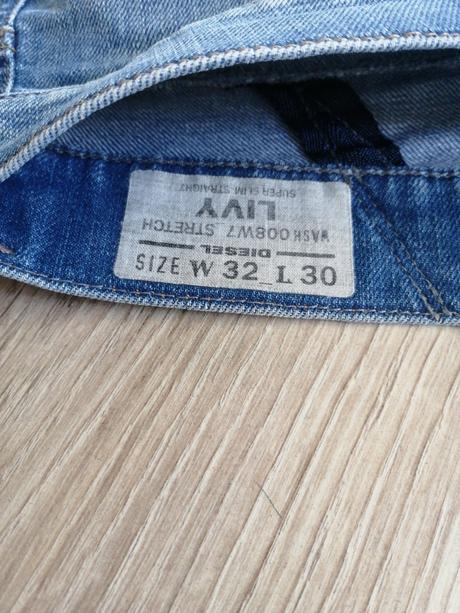 SIZE W 32 L 30
DIESEL
WASH 008W7 STRETCH
LIVY
SUPER SLIM STRAIGHT